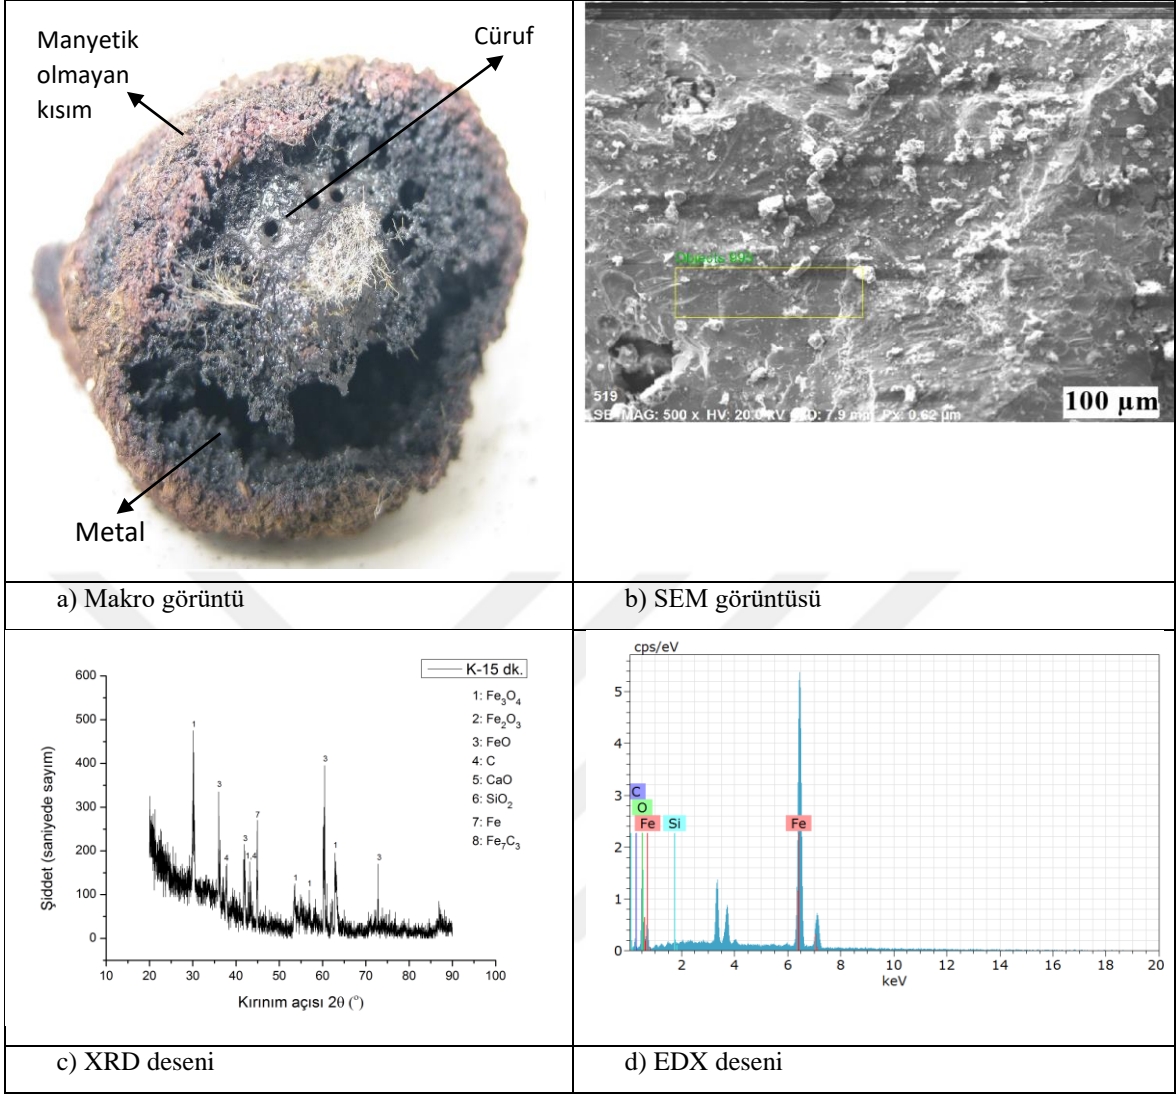 Manyetik
olmayan
kısım
Cüruf
Metal
519
SE MAG: 500 x HV: 20.0 kV WD: 7.9 mm Px: 0.62 µm
100 µm
a) Makro görüntü
b) SEM görüntüsü
K-15 dk.
1: Fe₃O₄
2: Fe₂O₃
3: FeO
4: C
5: CaO
6: SiO₂
7: Fe
8: Fe₇C₃
Şiddet (saniyede sayım)
600
500
400
300
200
100
0
1
3
4
3
1,4
7
1
1
3
1
3
10 20 30 40 50 60 70 80 90 100
Kırınım açısı 2θ (°)
cps/eV
5
4
3
2
1
0
C
O
Fe Si Fe
2 4 6 8 10 12 14 16 18 20
keV
c) XRD deseni
d) EDX deseni